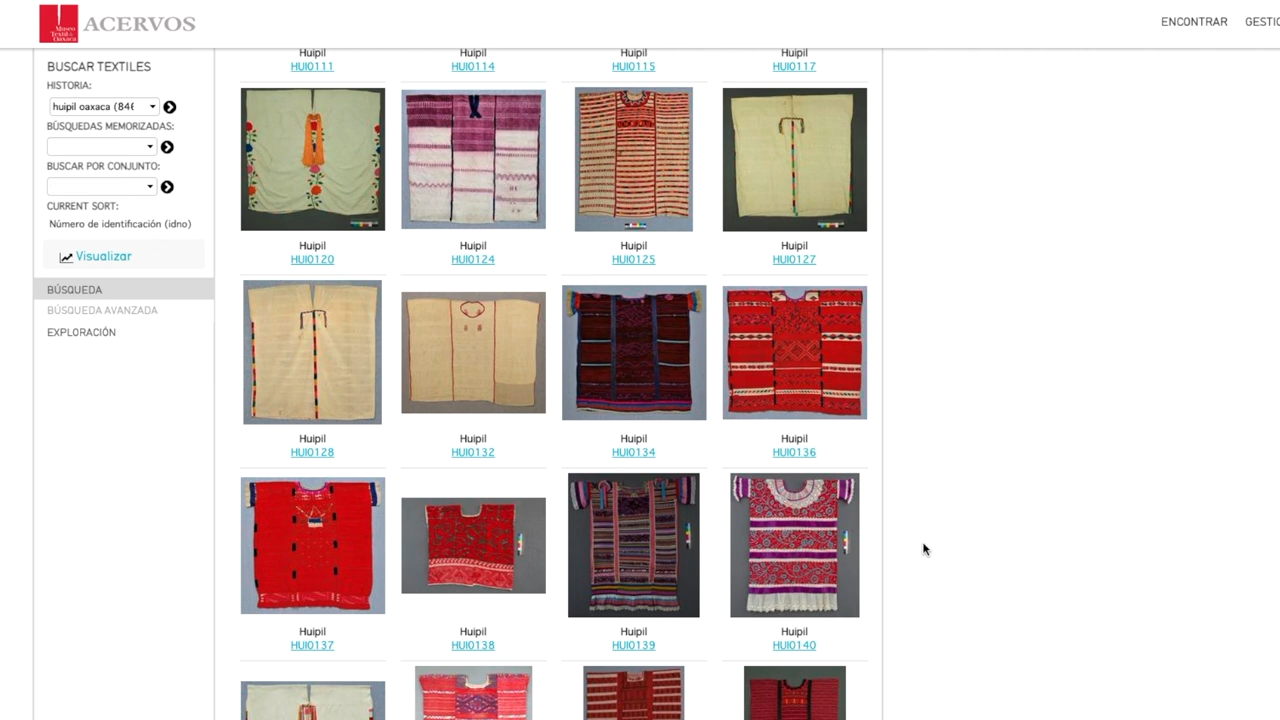 Museo
Textil de
Oaxaca
ACERVOS
ENCONTRAR GESTIO
BUSCAR TEXTILES
HISTORIA:
huipil oaxaca (846
BÚSQUEDAS MEMORIZADAS:
BUSCAR POR CONJUNTO:
CURRENT SORT:
Número de identificación (idno)
Visualizar
BÚSQUEDA
BÚSQUEDA AVANZADA
EXPLORACIÓN
Huipil Huipil Huipil Huipil
HUI0111 HUI0114 HUI0115 HUI0117
Huipil Huipil Huipil Huipil
HUI0120 HUI0124 HUI0125 HUI0127
Huipil Huipil Huipil Huipil
HUI0128 HUI0132 HUI0134 HUI0136
Huipil Huipil Huipil Huipil
HUI0137 HUI0138 HUI0139 HUI0140